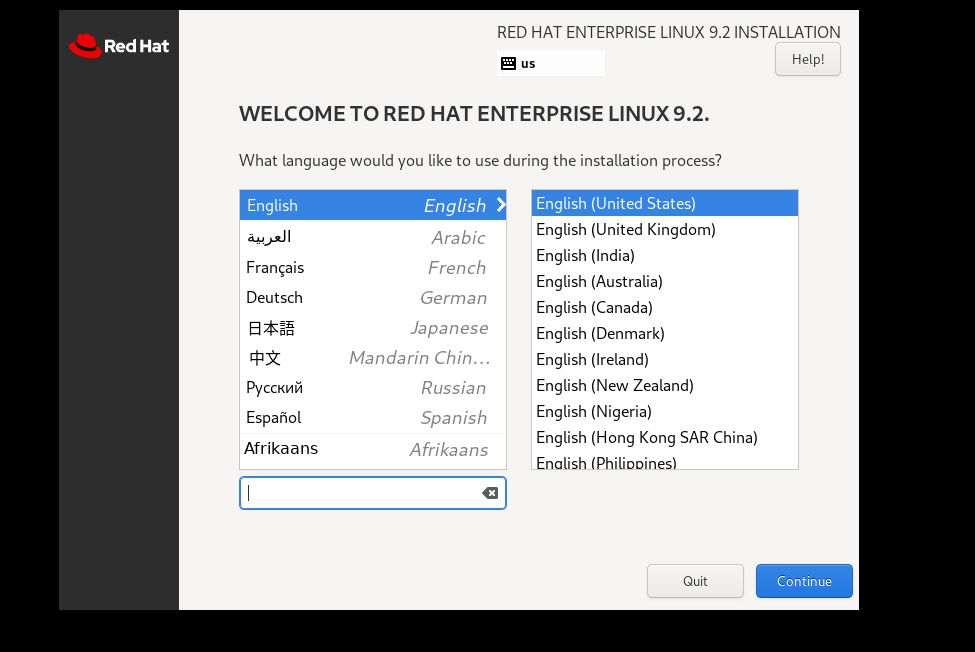 Red Hat
RED HAT ENTERPRISE LINUX 9.2 INSTALLATION
us
Help!
WELCOME TO RED HAT ENTERPRISE LINUX 9.2.
What language would you like to use during the installation process?
English English
العربية Arabic
Français French
Deutsch German
日本語 Japanese
中文 Mandarin Chin...
Русский Russian
Español Spanish
Afrikaans Afrikaans
English (United States)
English (United Kingdom)
English (India)
English (Australia)
English (Canada)
English (Denmark)
English (Ireland)
English (New Zealand)
English (Nigeria)
English (Hong Kong SAR China)
English (Philippines)
Quit
Continue